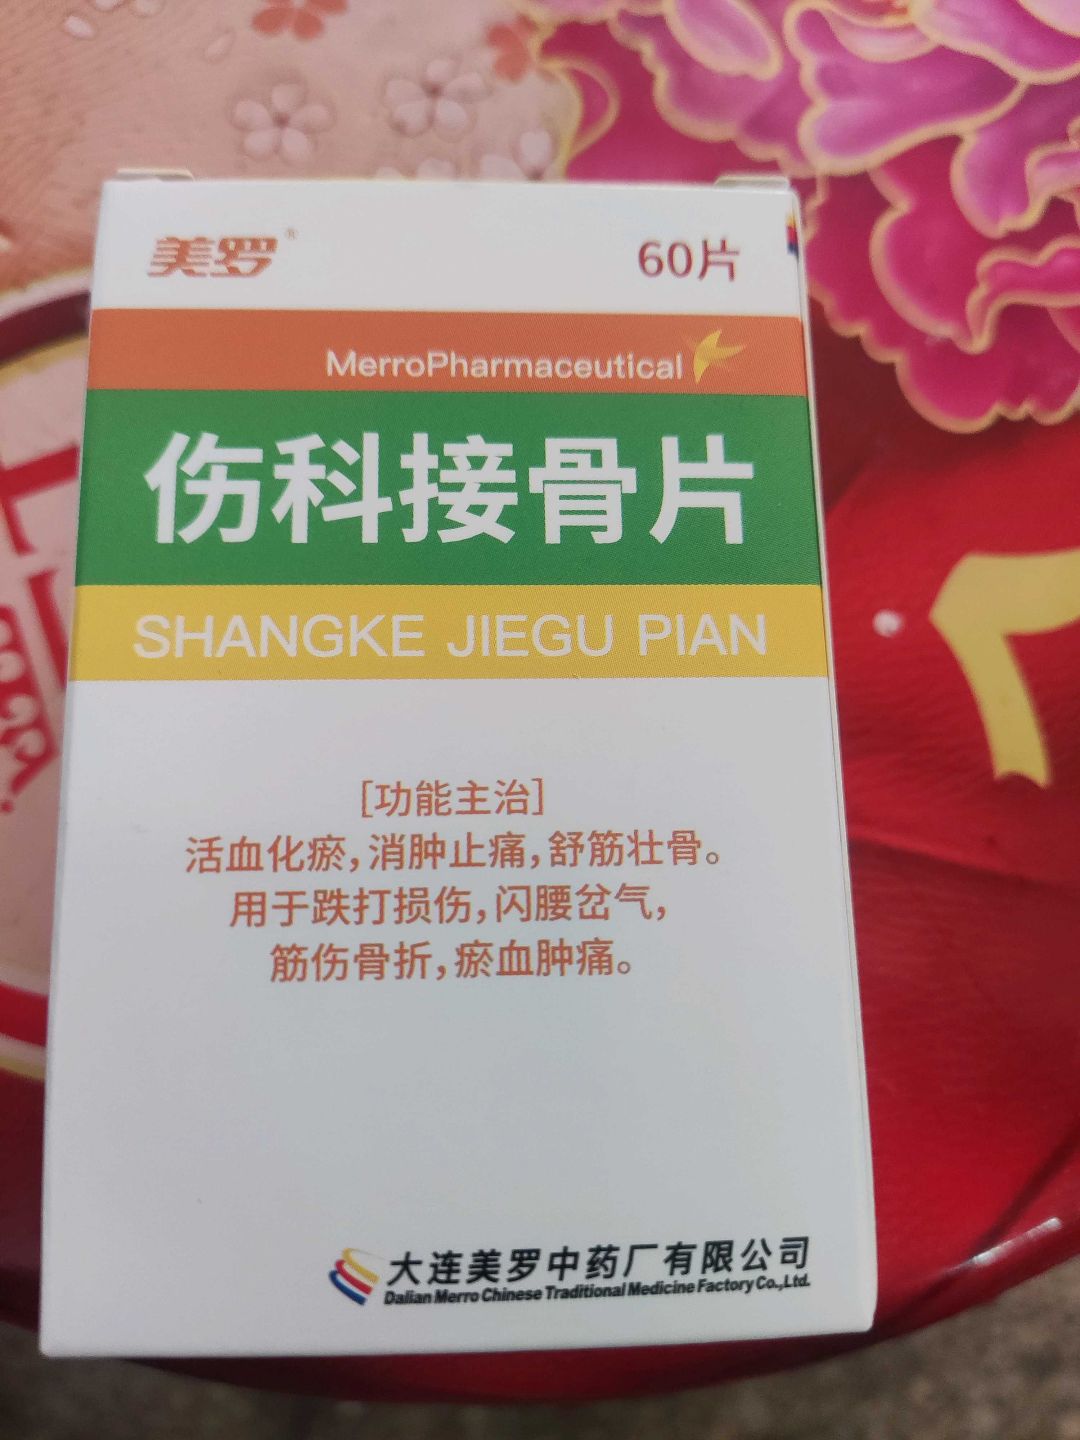 美罗®
60片
MerroPharmaceutical
伤科接骨片
SHANGKE JIEGU PIAN
[功能主治]
活血化瘀,消肿止痛,舒筋壮骨。
用于跌打损伤,闪腰岔气,
筋伤骨折,瘀血肿痛。
大连美罗中药厂有限公司
Dalian Merro Chinese Traditional Medicine Factory Co.,Ltd.